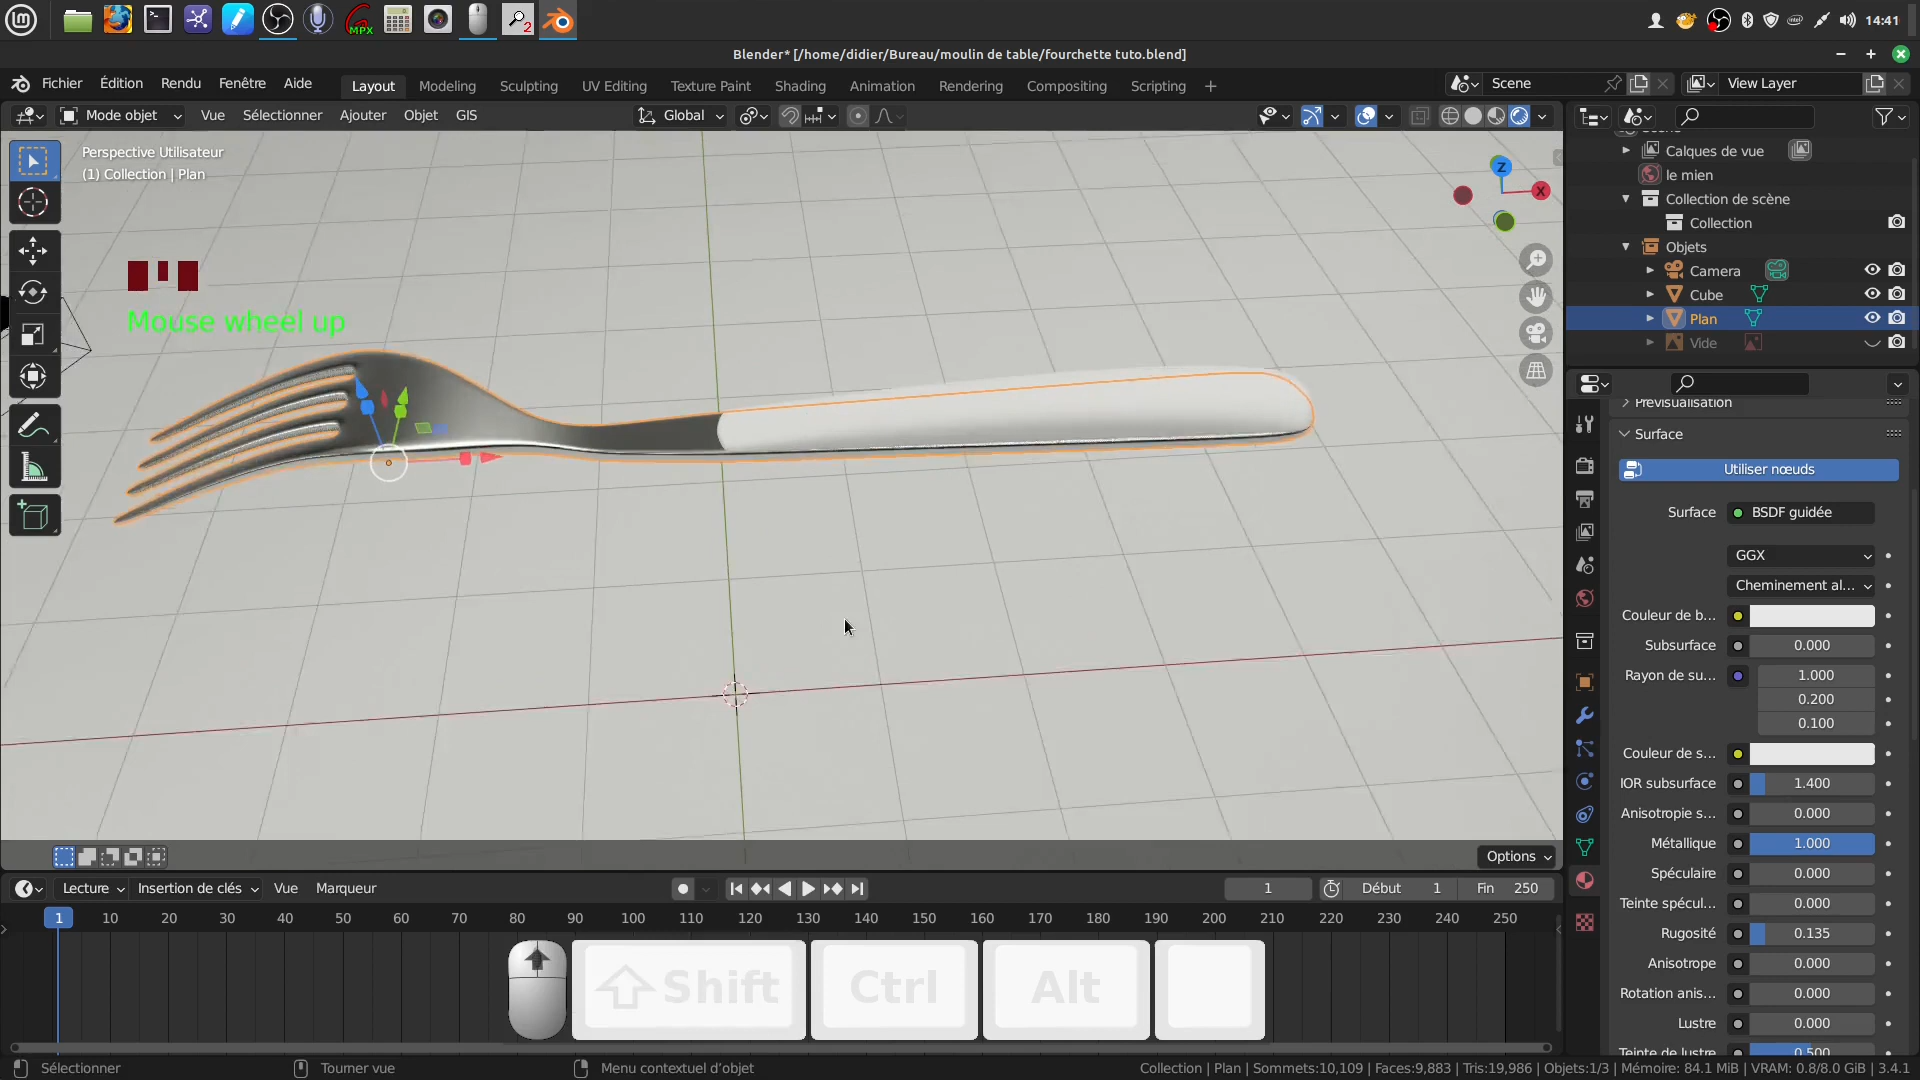 MPX
2
14:41
Blender* [/home/didier/Bureau/moulin de table/fourchette tuto.blend]
Fichier Édition Rendu Fenêtre Aide Layout Modeling Sculpting UV Editing Texture Paint Shading Animation Rendering Compositing Scripting + Scene View Layer
Mode objet Vue Sélectionner Ajouter Objet GIS Global
Perspective Utilisateur
(1) Collection | Plan
Z
X
Mouse wheel up
Calques de vue
le mien
Collection de scène
Collection
Objets
Camera
Cube
Plan
Vide
Prévisualisation
Surface
Utiliser nœuds
Surface BSDF guidée
GGX
Cheminement al...
Couleur de b...
Subsurface 0.000
Rayon de su... 1.000
0.200
0.100
Couleur de s...
IOR subsurface 1.400
Anisotropie s... 0.000
Métallique 1.000
Spéculaire 0.000
Teinte spécul... 0.000
Rugosité 0.135
Anisotrope 0.000
Rotation anis... 0.000
Lustre 0.000
Teinte de lustre 0.500
Options
Lecture Insertion de clés Vue Marqueur 1 Début 1 Fin 250
1 10 20 30 40 50 60 70 80 90 100 110 120 130 140 150 160 170 180 190 200 210 220 230 240 250
Shift Ctrl Alt
Sélectionner Tourner vue Menu contextuel d'objet Collection | Plan | Sommets:10,109 | Faces:9,883 | Tris:19,986 | Objets:1/3 | Mémoire: 84.1 MiB | VRAM: 0.8/8.0 GiB | 3.4.1